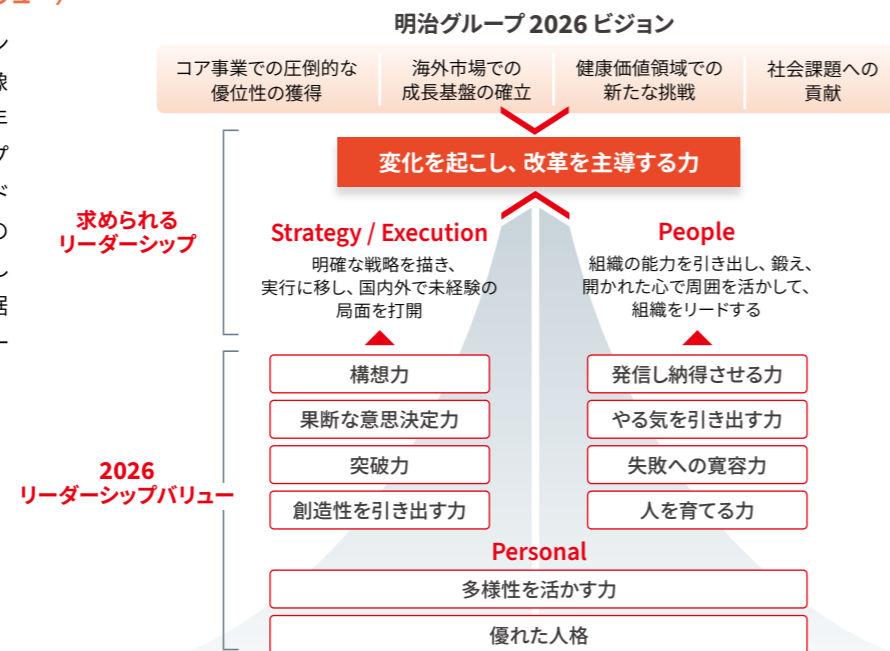 明治グループ 2026 ビジョン
コア事業での圧倒的な
優位性の獲得
海外市場での
成長基盤の確立
健康価値領域での
新たな挑戦
社会課題への
貢献
変化を起こし、改革を主導する力
求められる
リーダーシップ
Strategy / Execution
明確な戦略を描き、
実行に移し、国内外で未経験の
局面を打開
People
組織の能力を引き出し、鍛え、
開かれた心で周囲を活かして、
組織をリードする
2026
リーダーシップバリュー
構想力
果断な意思決定力
突破力
創造性を引き出す力
発信し納得させる力
やる気を引き出す力
失敗への寛容力
人を育てる力
Personal
多様性を活かす力
優れた人格